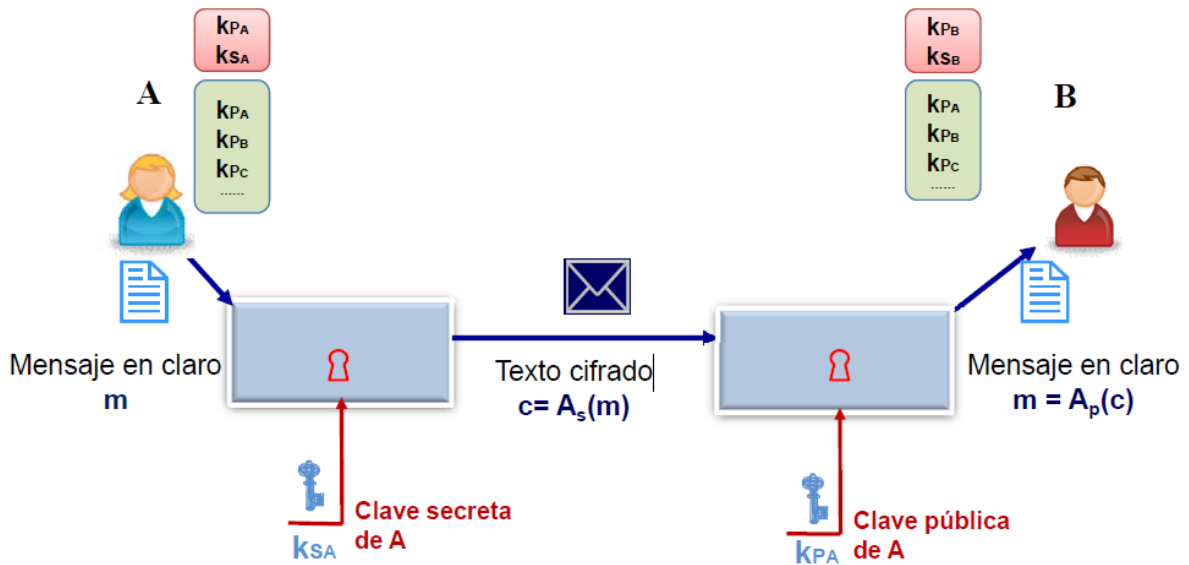 kPA
kSA
A
kPA
kPB
kPC
......
kPB
kSB
B
kPA
kPB
kPC
......
Mensaje en claro
m
Texto cifrado
c= As(m)
Mensaje en claro
m = Ap(c)
Clave secreta
de A
kSA
Clave pública
de A
kPA